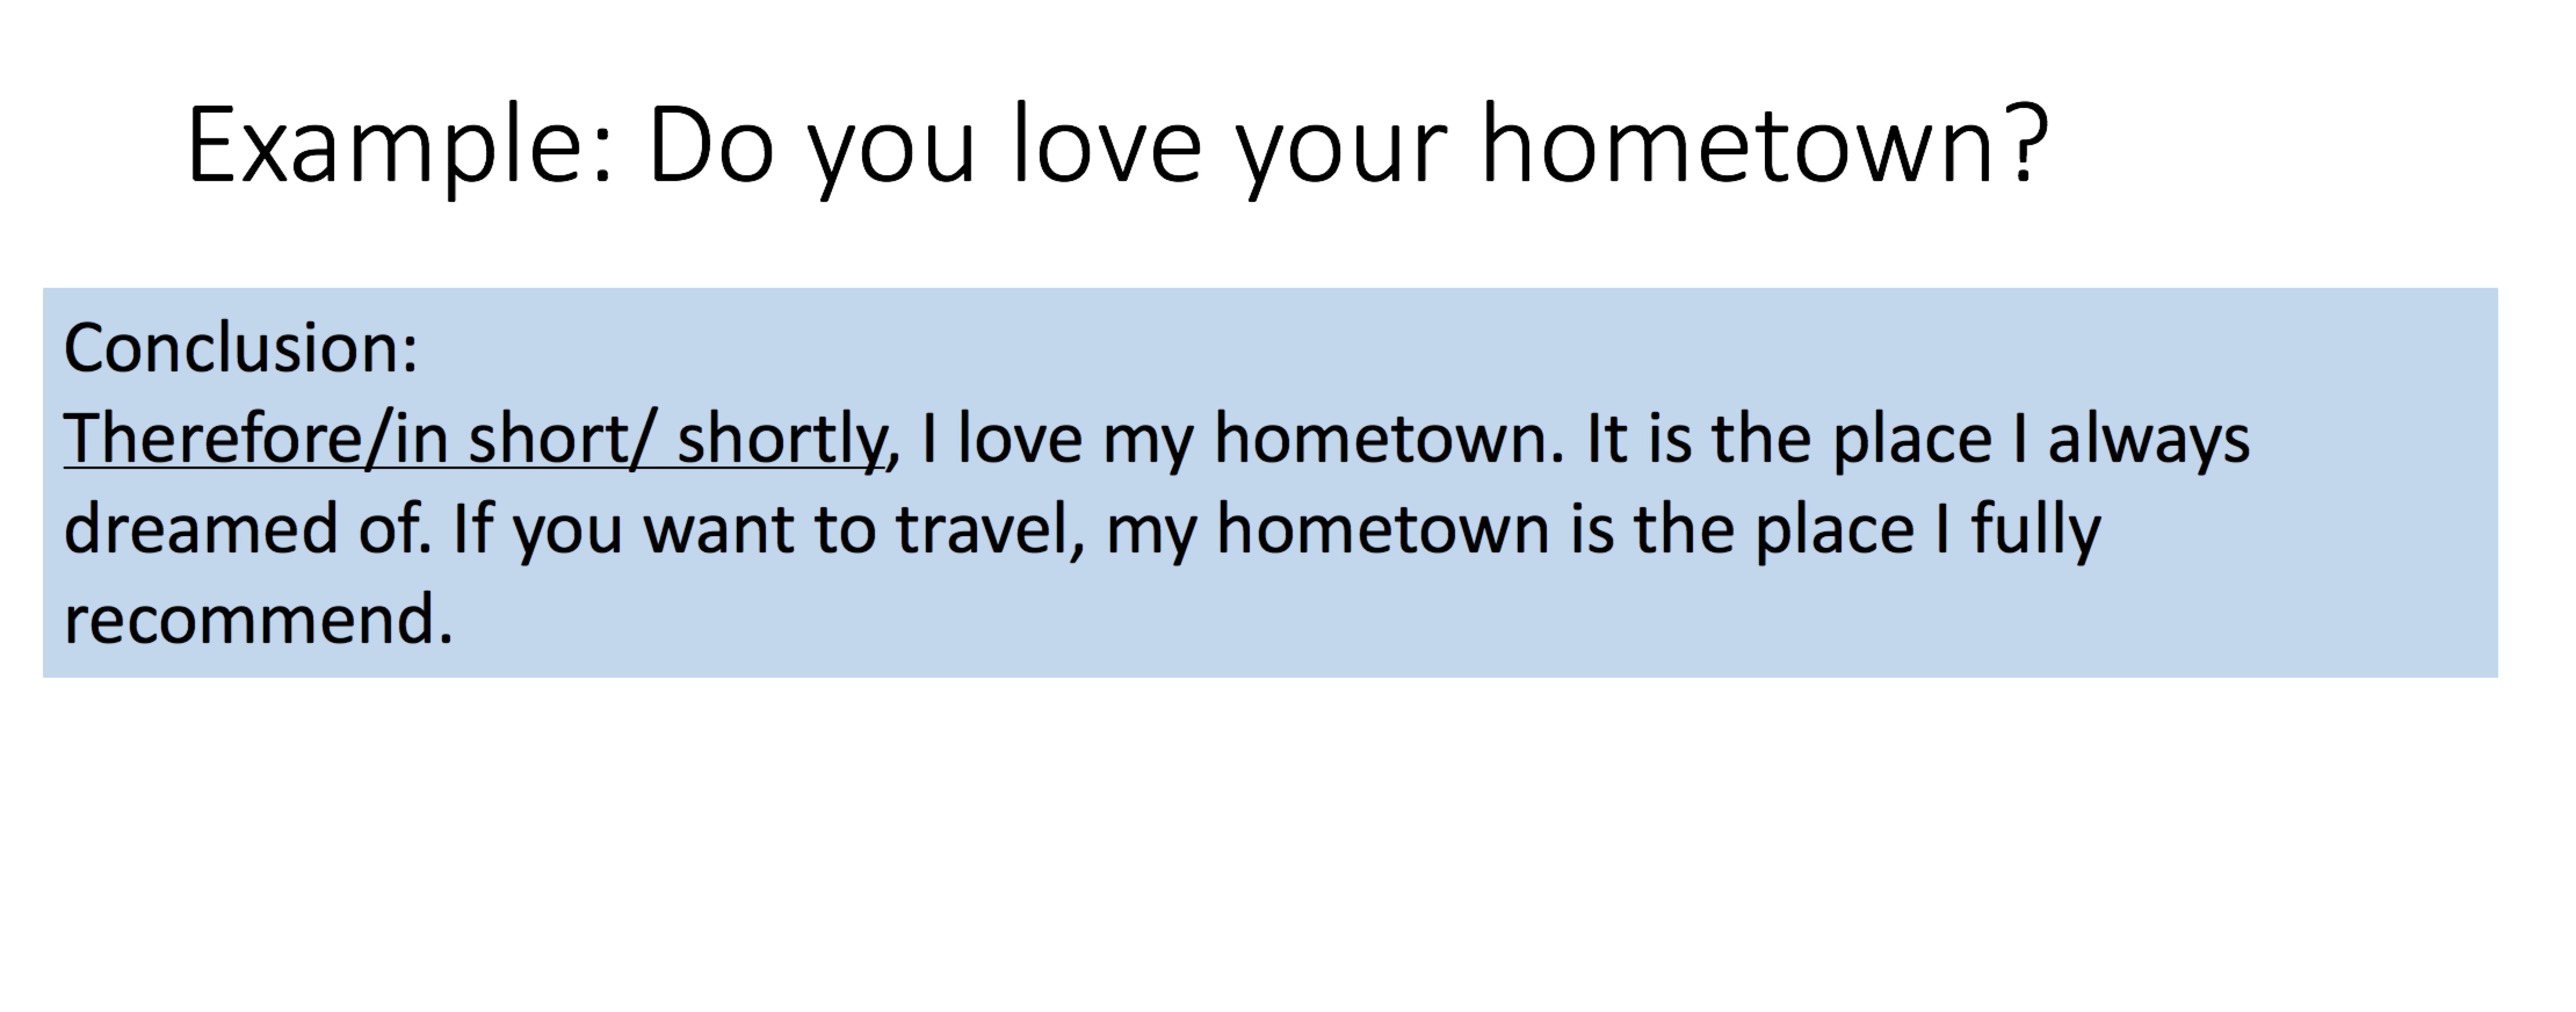 Example: Do you love your hometown?
Conclusion:
Therefore/in short/ shortly, I love my hometown. It is the place I always
dreamed of. If you want to travel, my hometown is the place I fully
recommend.